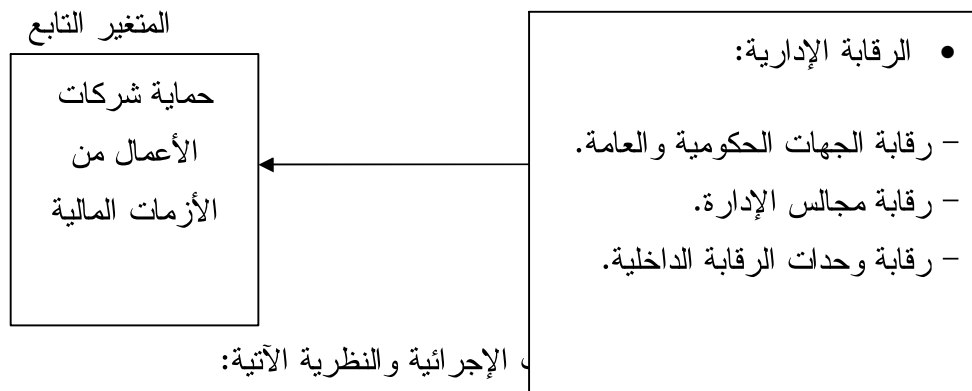 المتغير التابع
• الرقابة الإدارية:
- رقابة الجهات الحكومية والعامة.
- رقابة مجالس الإدارة.
- رقابة وحدات الرقابة الداخلية.
حماية شركات
الأعمال من
الأزمات المالية
الإجرائية والنظرية الآتية: